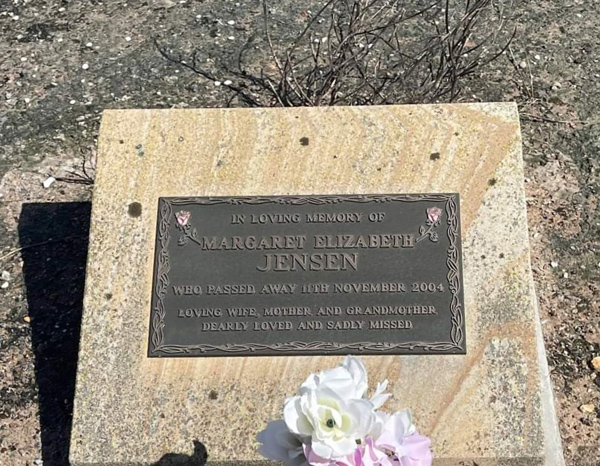 IN LOVING MEMORY OF
MARGARET ELIZABETH
JENSEN
WHO PASSED AWAY 11TH NOVEMBER 2004
LOVING WIFE, MOTHER AND GRANDMOTHER,
DEARLY LOVED AND SADLY MISSED